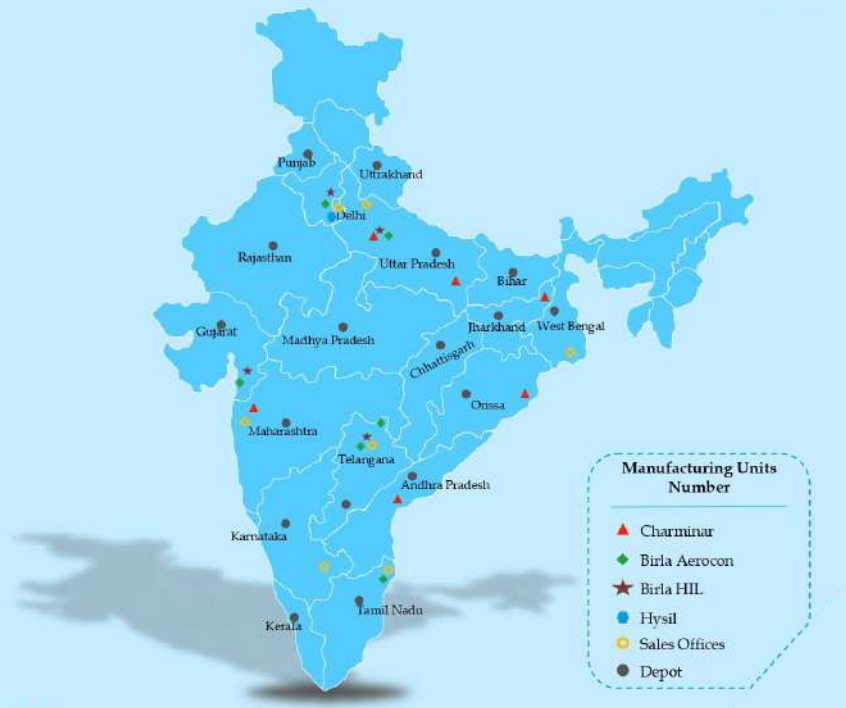 Punjab
Uttrakhand
Delhi
Rajasthan
Uttar Pradesh
Bihar
Gujarat
Madhya Pradesh
Jharkhand
West Bengal
Chhattisgarh
Orissa
Maharashtra
Telangana
Andhra Pradesh
Karnataka
Tamil Nadu
Kerala
Manufacturing Units
Number
Charminar
Birla Aerocon
Birla HIL
Hysil
Sales Offices
Depot